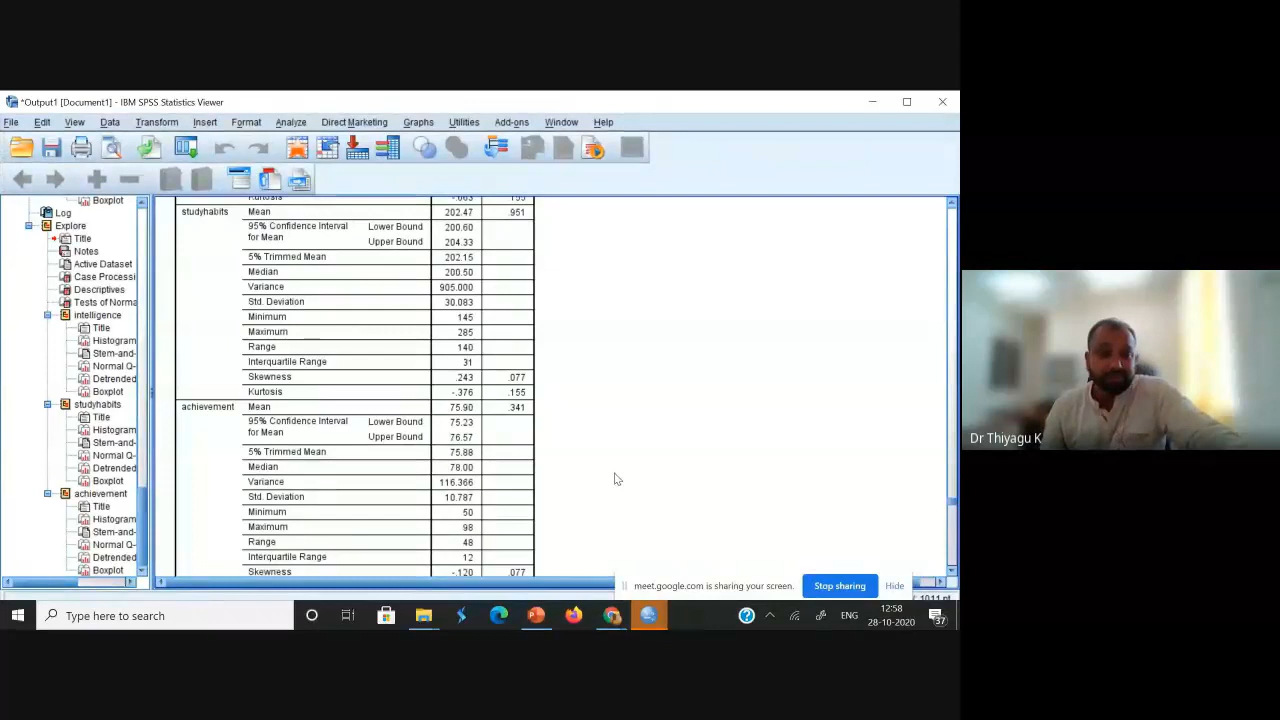 *Output1 [Document1] - IBM SPSS Statistics Viewer
File Edit View Data Transform Insert Format Analyze Direct Marketing Graphs Utilities Add-ons Window Help
Boxplot
Log
Explore
Title
Notes
Active Dataset
Case Processi
Descriptives
Tests of Norma
intelligence
Title
Histogram
Stem-and-
Normal Q-
Detrended
Boxplot
studyhabits
Title
Histogram
Stem-and-
Normal Q-
Detrended
Boxplot
achievement
Title
Histogram
Stem-and-
Normal Q-
Detrended
Boxplot
Kurtosis -.063 .155
studyhabits Mean 202.47 .951
95% Confidence Interval for Mean Lower Bound 200.60
Upper Bound 204.33
5% Trimmed Mean 202.15
Median 200.50
Variance 905.000
Std. Deviation 30.083
Minimum 145
Maximum 285
Range 140
Interquartile Range 31
Skewness .243 .077
Kurtosis -.376 .155
achievement Mean 75.90 .341
95% Confidence Interval for Mean Lower Bound 75.23
Upper Bound 76.57
5% Trimmed Mean 75.88
Median 78.00
Variance 116.366
Std. Deviation 10.787
Minimum 50
Maximum 98
Range 48
Interquartile Range 12
Skewness -.120 .077
meet.google.com is sharing your screen. Stop sharing Hide
Type here to search
ENG
12:58
28-10-2020
37
Dr Thiyagu K